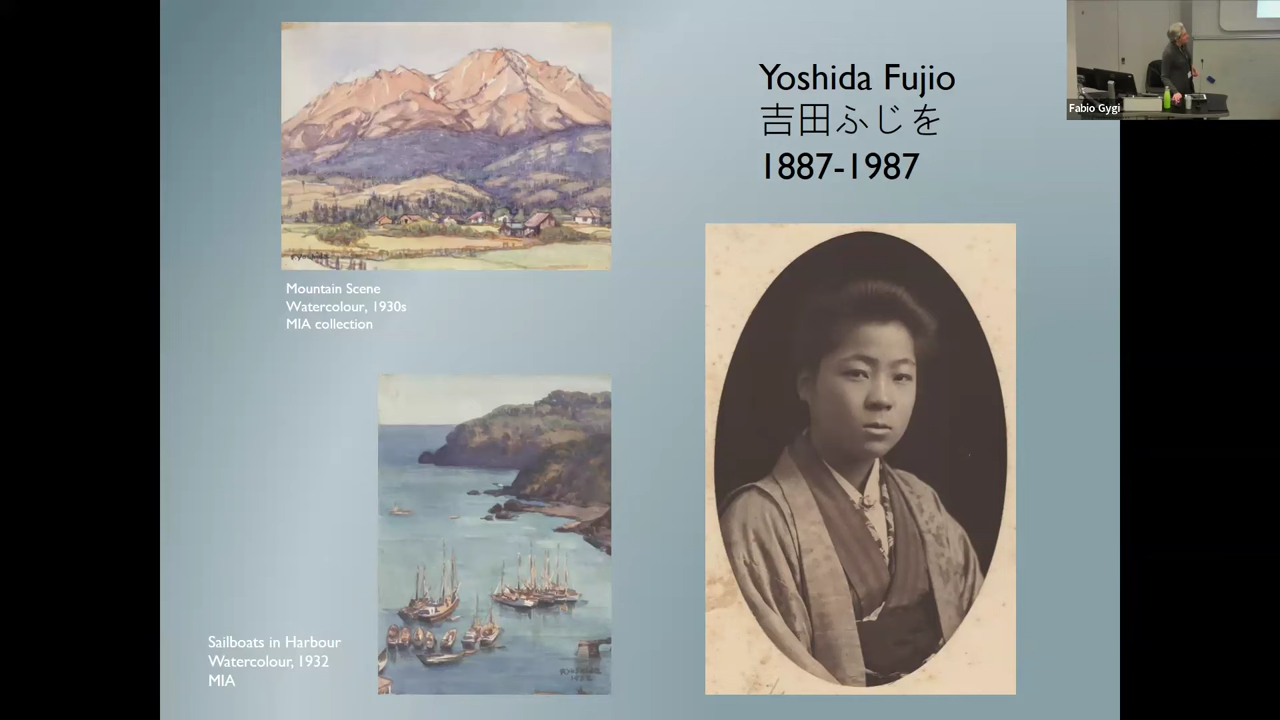 Yoshida Fujio
吉田ふじを
1887-1987
Fabio Gygi
Mountain Scene
Watercolour, 1930s
MIA collection
Sailboats in Harbour
Watercolour, 1932
MIA